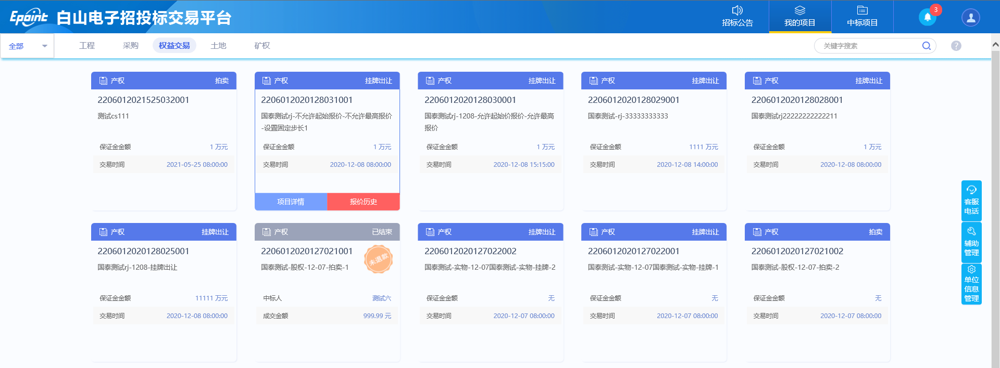 Epoint 白山电子招投标交易平台
招标公告
我的项目
中标项目
3
全部
工程
采购
权益交易
土地
矿权
关键字搜索
?
产权 拍卖
2206012021525032001
测试cs111
保证金金额 1 万元
交易时间 2021-05-25 08:00:00
产权 挂牌出让
2206012020128031001
国泰测试rj-不允许起始报价-不允许最高报价
-设置固定步长1
保证金金额 1 万元
交易时间 2020-12-08 08:00:00
项目详情 报价历史
产权 挂牌出让
2206012020128030001
国泰测试rj-1208-允许起始价报价-允许最高
报价
保证金金额 1 万元
交易时间 2020-12-08 15:15:00
产权 挂牌出让
2206012020128029001
国泰测试-rj-33333333333
保证金金额 1111 万元
交易时间 2020-12-08 14:00:00
产权 挂牌出让
2206012020128028001
国泰测试rj22222222222211
保证金金额 1 万元
交易时间 2020-12-08 08:00:00
产权 挂牌出让
2206012020128025001
国泰测试rj-1208-挂牌出让
保证金金额 11111 万元
交易时间 2020-12-08 08:00:00
产权 已结束
2206012020127021001
国泰测试-股权-12-07-拍卖-1
未退款
中标人 测试六
成交金额 999.99 元
产权 挂牌出让
2206012020127022002
国泰测试-实物-12-07国泰测试-实物-挂牌-2
保证金金额 无
交易时间 2020-12-07 08:00:00
产权 挂牌出让
2206012020127022001
国泰测试-实物-12-07国泰测试-实物-挂牌-1
保证金金额 无
交易时间 2020-12-07 08:00:00
产权 拍卖
2206012020127021002
国泰测试-股权-12-07-拍卖-2
保证金金额 无
交易时间 2020-12-07 08:00:00
客服
电话
辅助
管理
单位
信息
管理